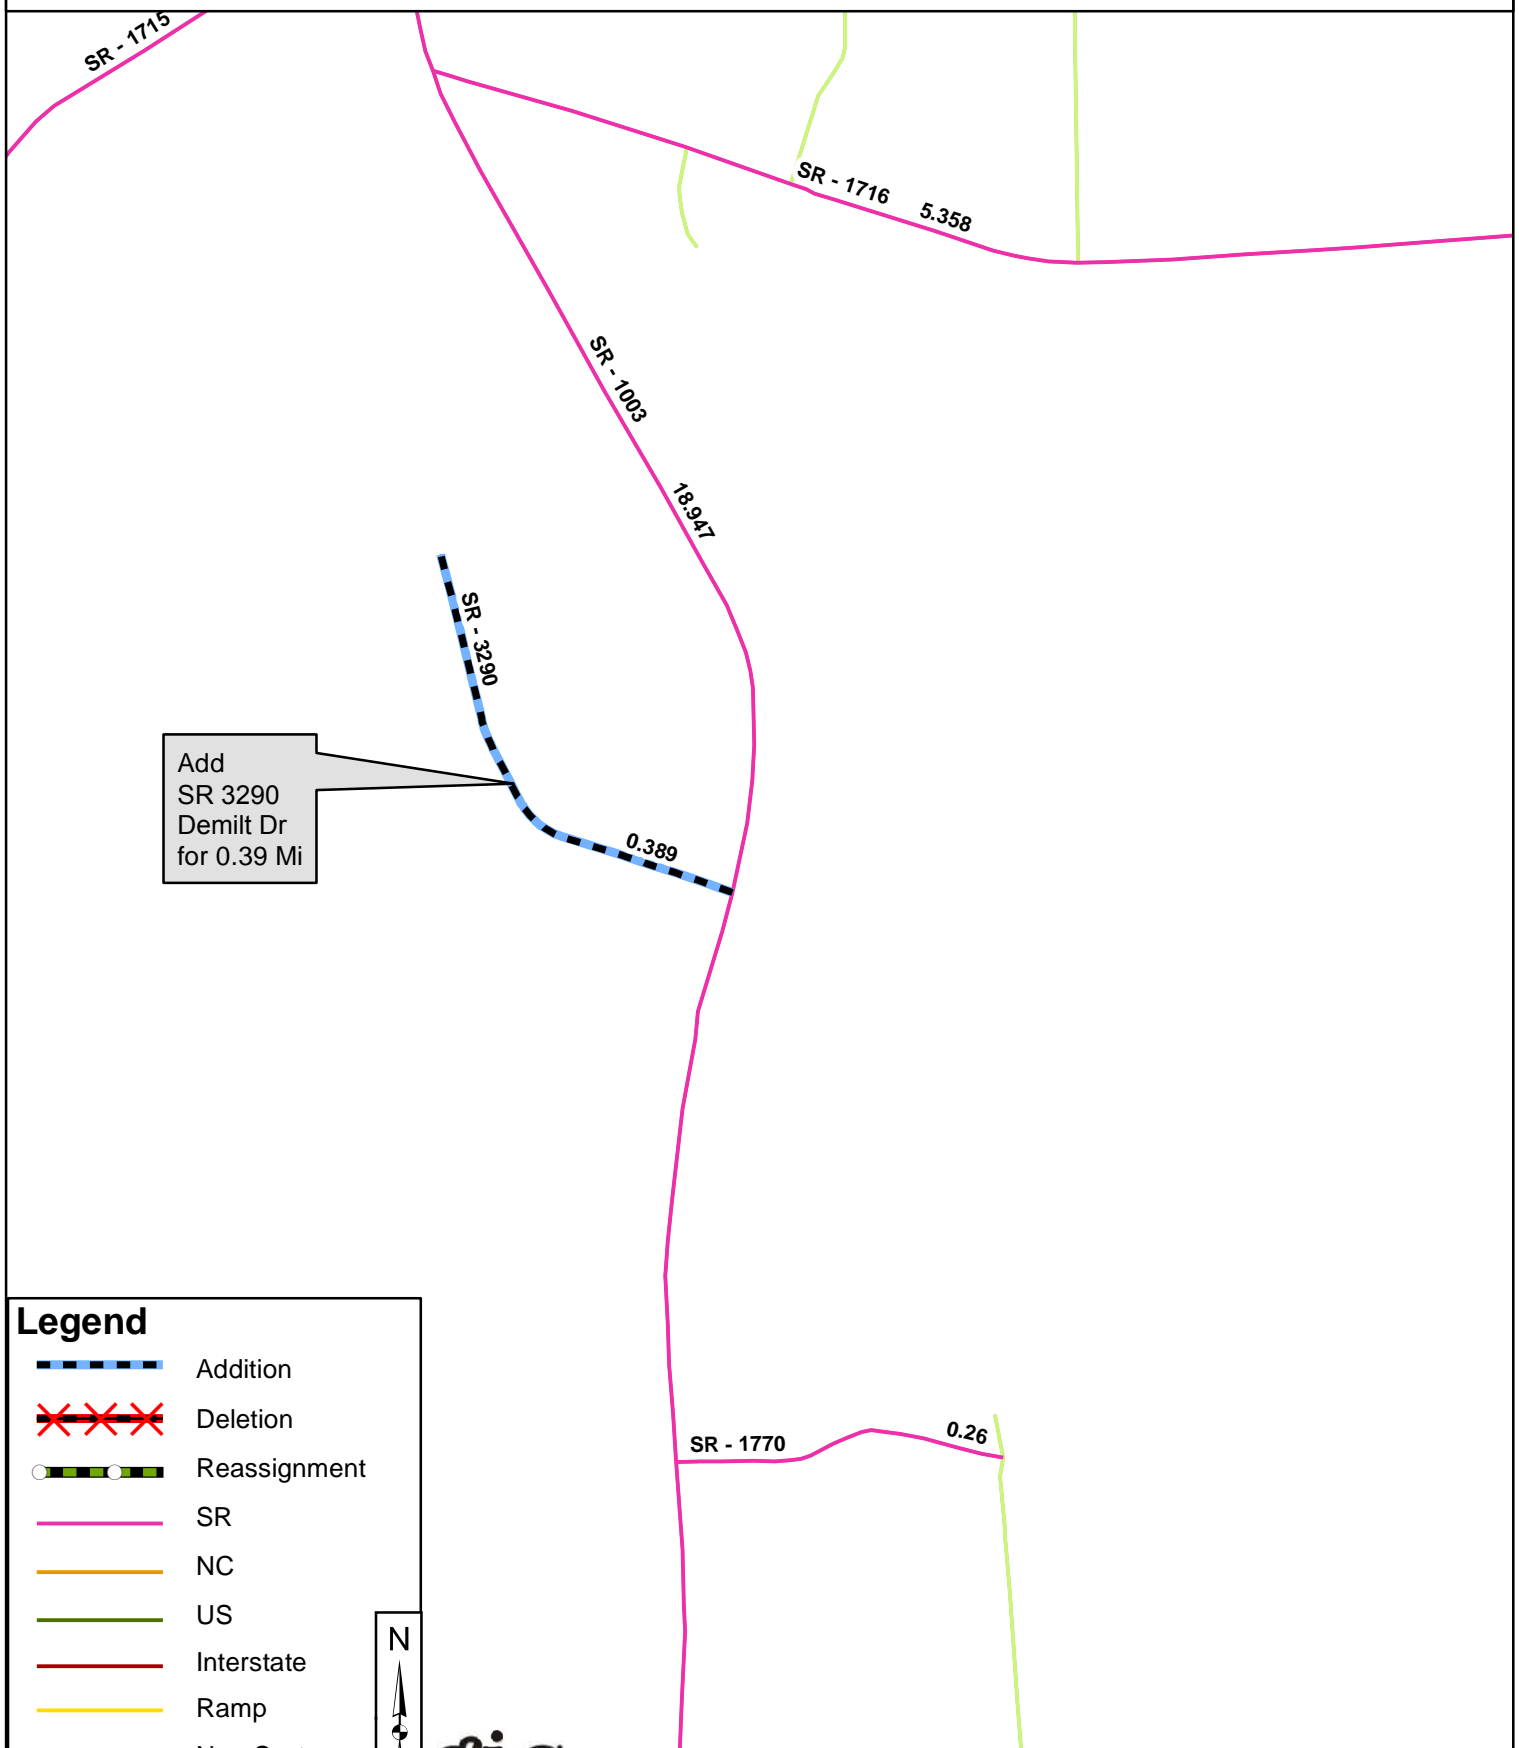 SR - 1715
SR - 1716
5.358
SR - 1003
18.947
SR - 3290
Add
SR 3290
Demilt Dr
for 0.39 Mi
0.389
SR - 1770
0.26
Legend
Addition
Deletion
Reassignment
SR
NC
US
Interstate
Ramp
N